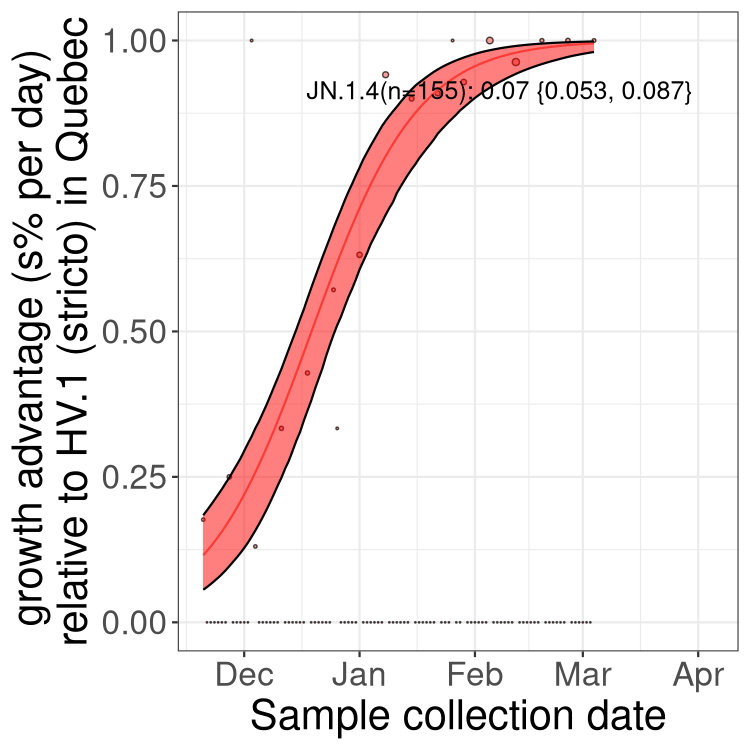 growth advantage (s% per day)
relative to HV.1 (stricto) in Quebec
1.00
0.75
0.50
0.25
0.00
JN.1.4(n=155): 0.07 {0.053, 0.087}
Dec Jan Feb Mar Apr
Sample collection date